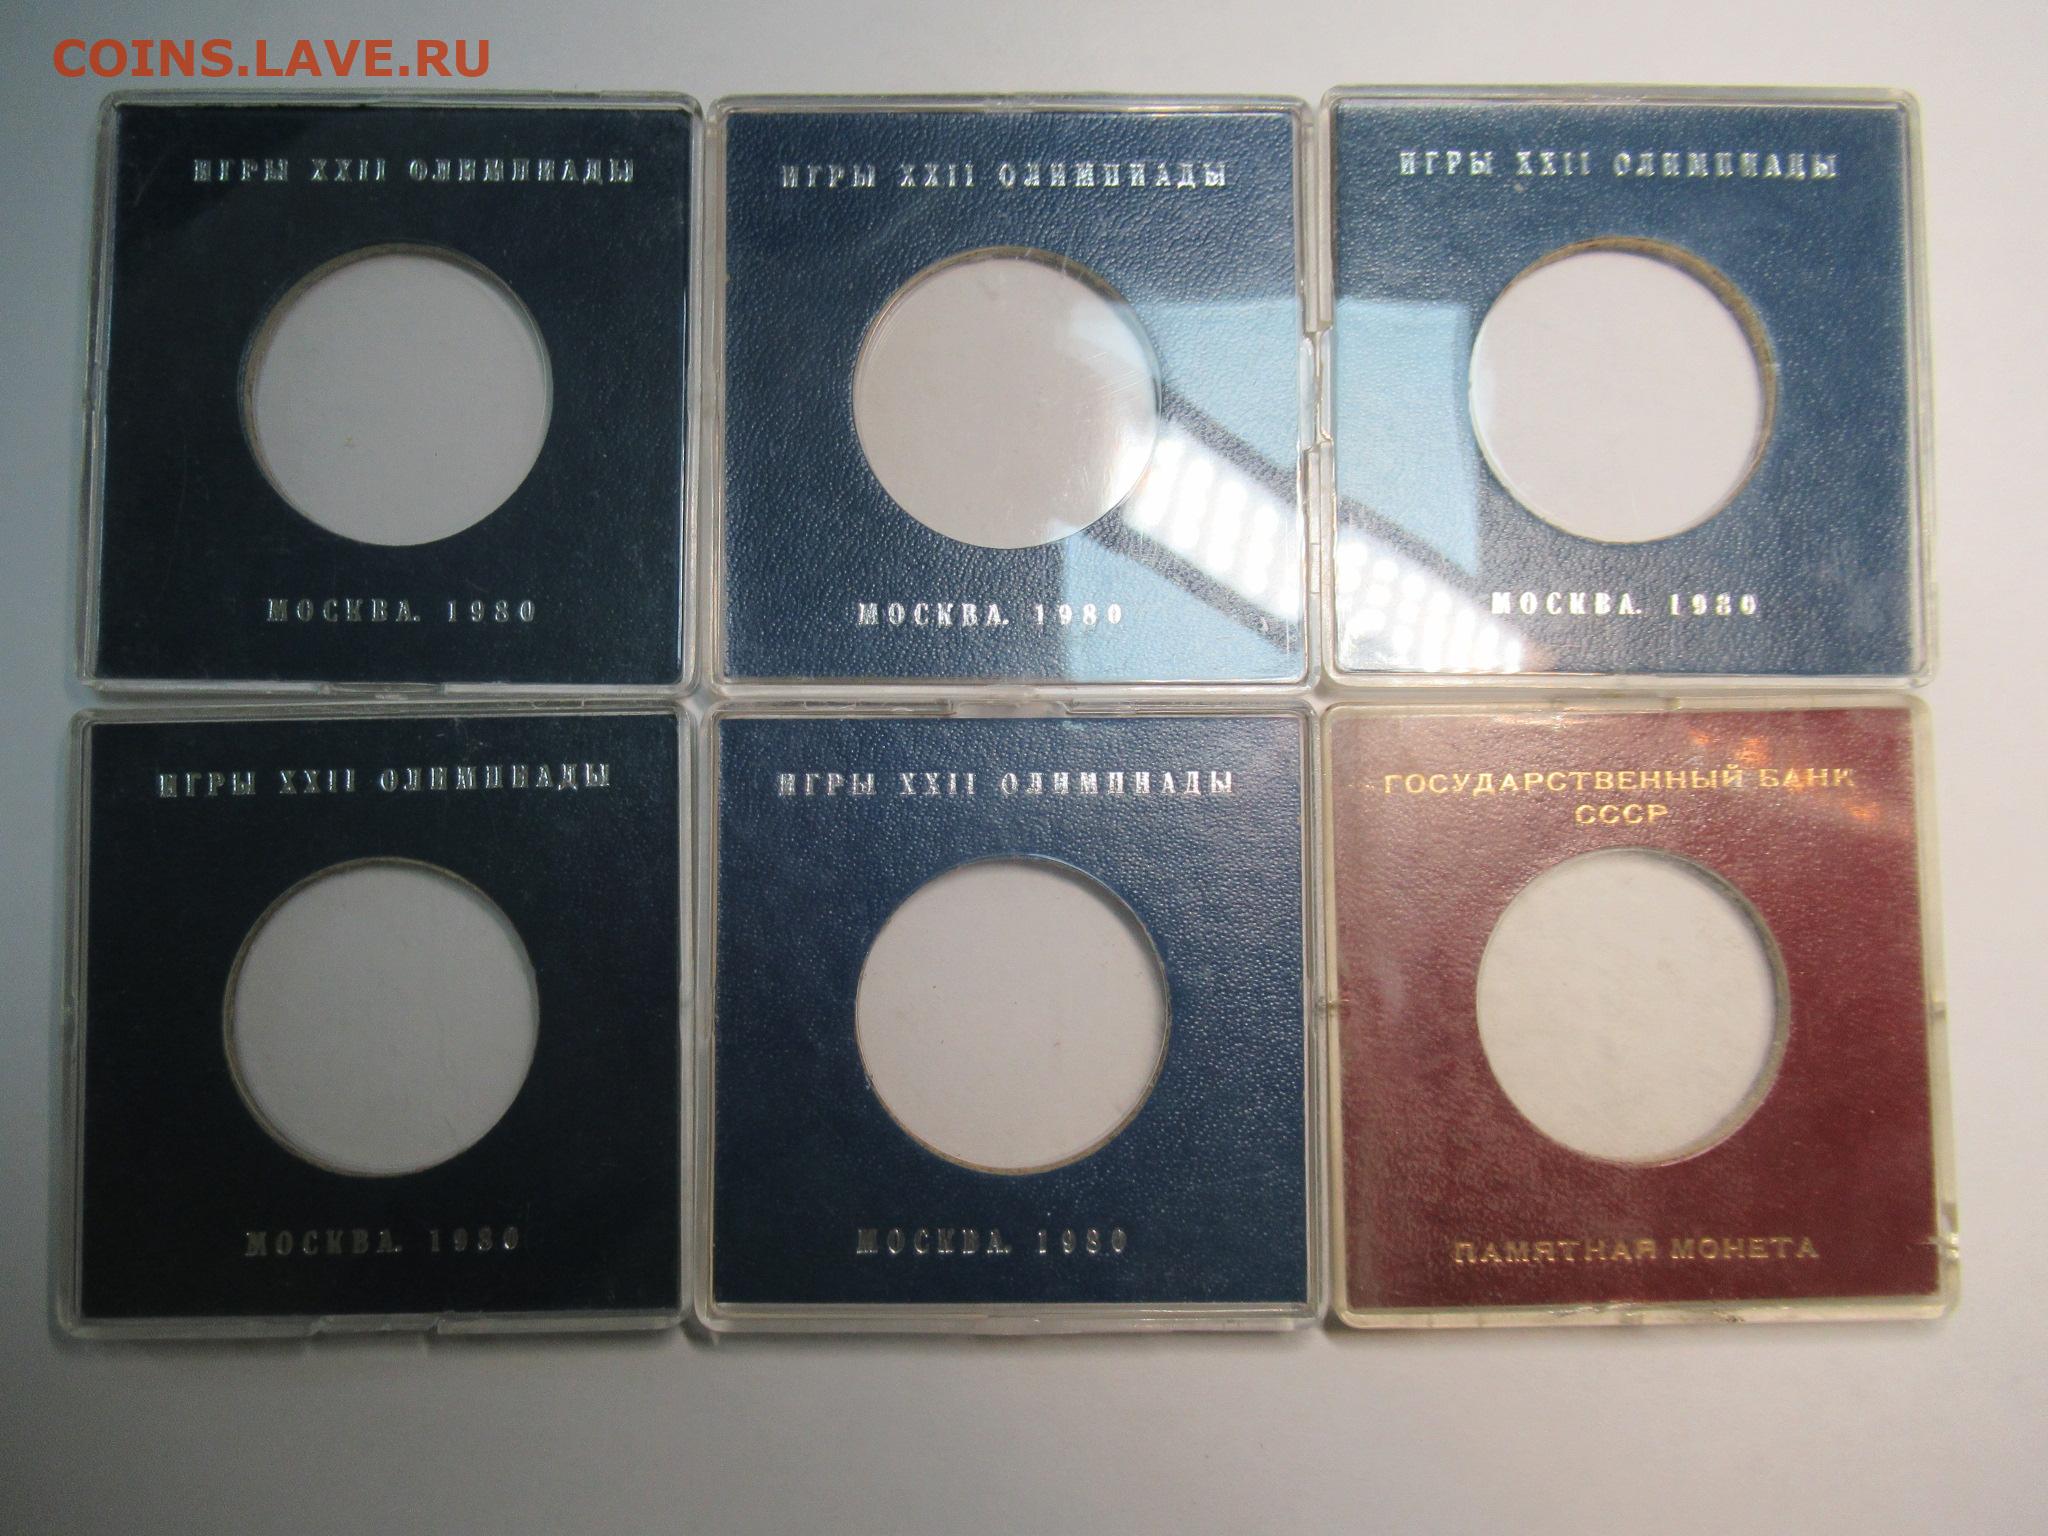 COINS.LAVE.RU
ИГРЫ XXII ОЛИМПИАДЫ
МОСКВА. 1980
ИГРЫ XXII ОЛИМПИАДЫ
МОСКВА. 1980
ИГРЫ XXII ОЛИМПИАДЫ
МОСКВА. 1980
ИГРЫ XXII ОЛИМПИАДЫ
МОСКВА. 1980
ИГРЫ XXII ОЛИМПИАДЫ
МОСКВА. 1980
ГОСУДАРСТВЕННЫЙ БАНК
СССР
ПАМЯТНАЯ МОНЕТА